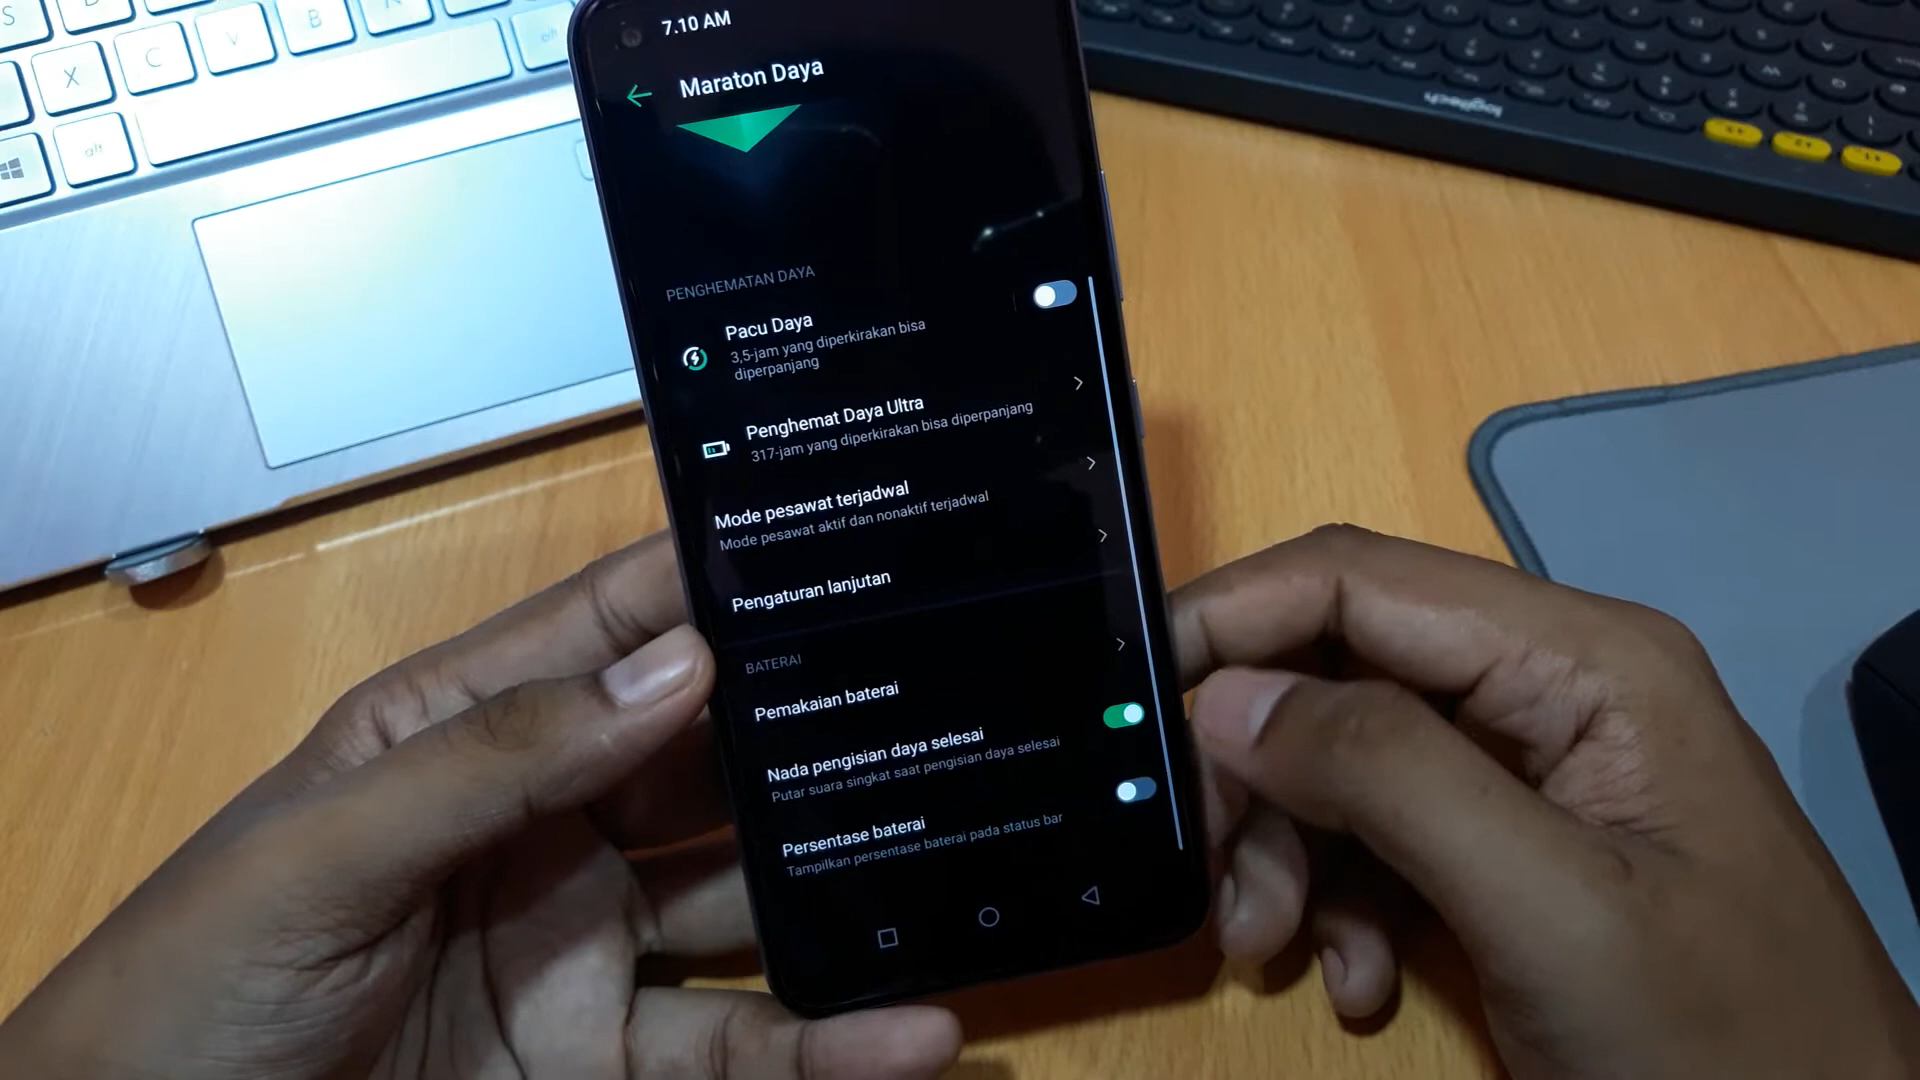 S
X
C
V
B
N
alt
alt
logitech
7.10 AM
Maraton Daya
PENGHEMATAN DAYA
Pacu Daya
3,5-jam yang diperkirakan bisa
diperpanjang
Penghemat Daya Ultra
317-jam yang diperkirakan bisa diperpanjang
Mode pesawat terjadwal
Mode pesawat aktif dan nonaktif terjadwal
Pengaturan lanjutan
BATERAI
Pemakaian baterai
Nada pengisian daya selesai
Putar suara singkat saat pengisian daya selesai
Persentase baterai
Tampilkan persentase baterai pada status bar